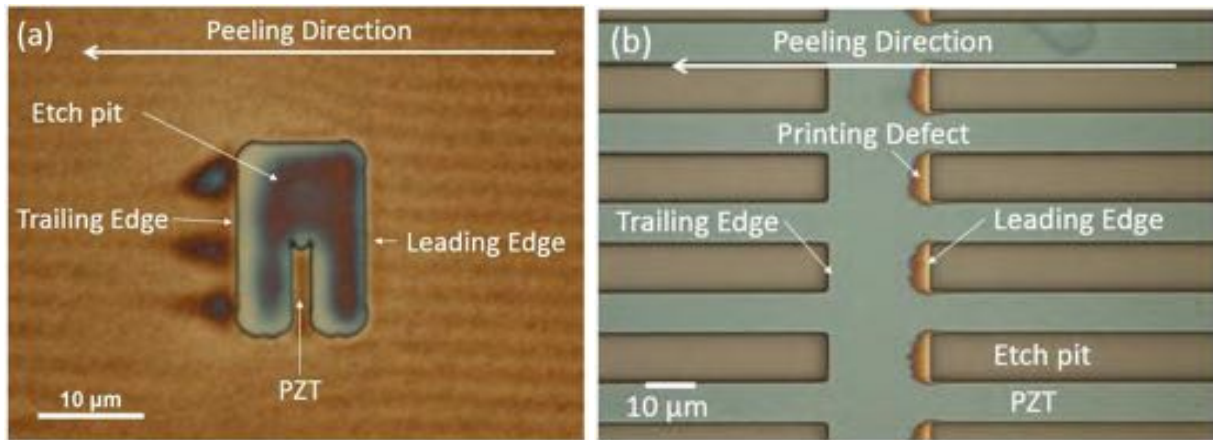 (a)
Peeling Direction
Etch pit
Trailing Edge
Leading Edge
PZT
10 μm
(b)
Peeling Direction
Printing Defect
Trailing Edge
Leading Edge
Etch pit
10 μm
PZT